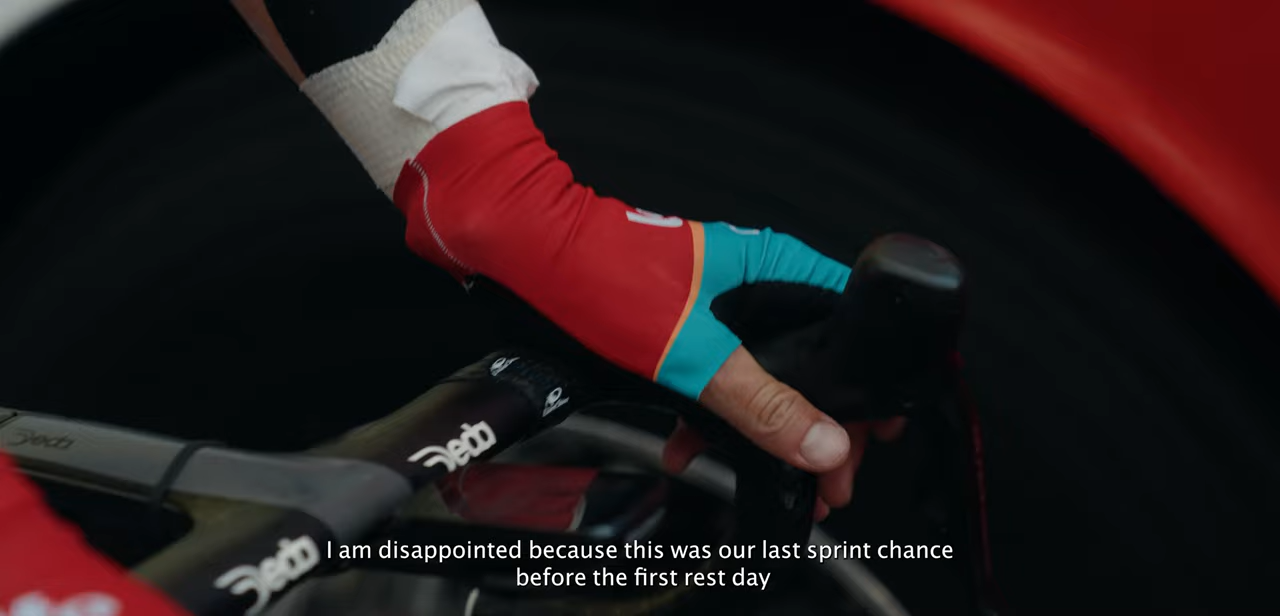 Deda
Deda
Deda
I am disappointed because this was our last sprint chance
before the first rest day